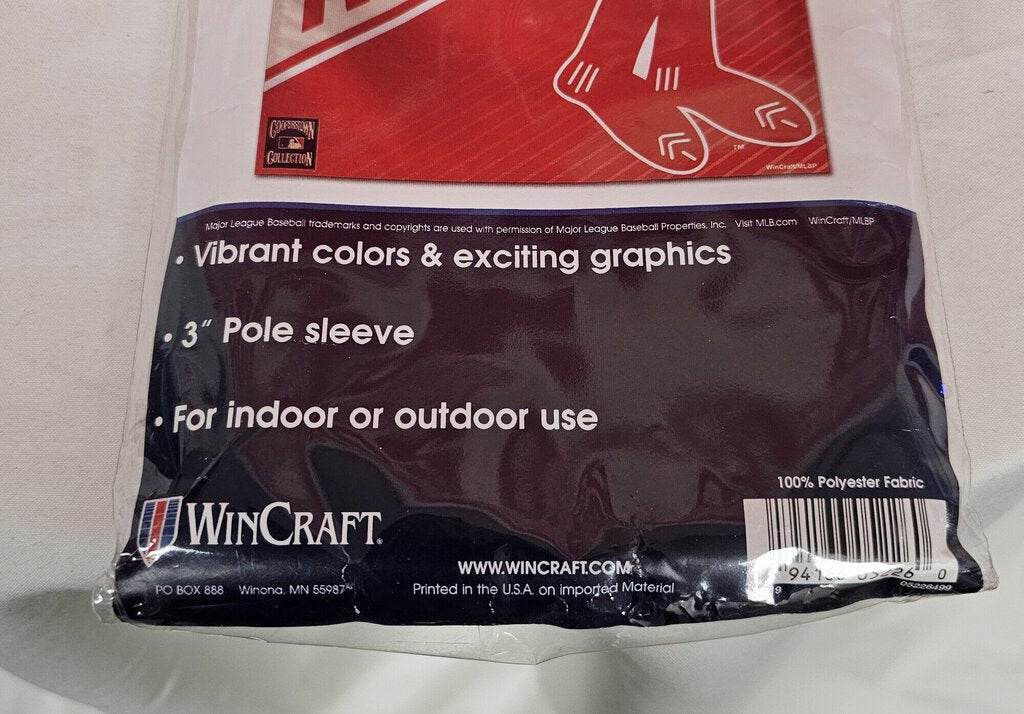 COOPERSTOWN
COLLECTION
TM
WinCraft/MLBP
Major League Baseball trademarks and copyrights are used with permission of Major League Baseball Properties, Inc. Visit MLB.com WinCraft/MLBP
• Vibrant colors & exciting graphics
• 3" Pole sleeve
• For indoor or outdoor use
100% Polyester Fabric
WINCRAFT®
WWW.WINCRAFT.COM
PO BOX 888 Winona, MN 55987
Printed in the U.S.A. on imported Material
0
05226499